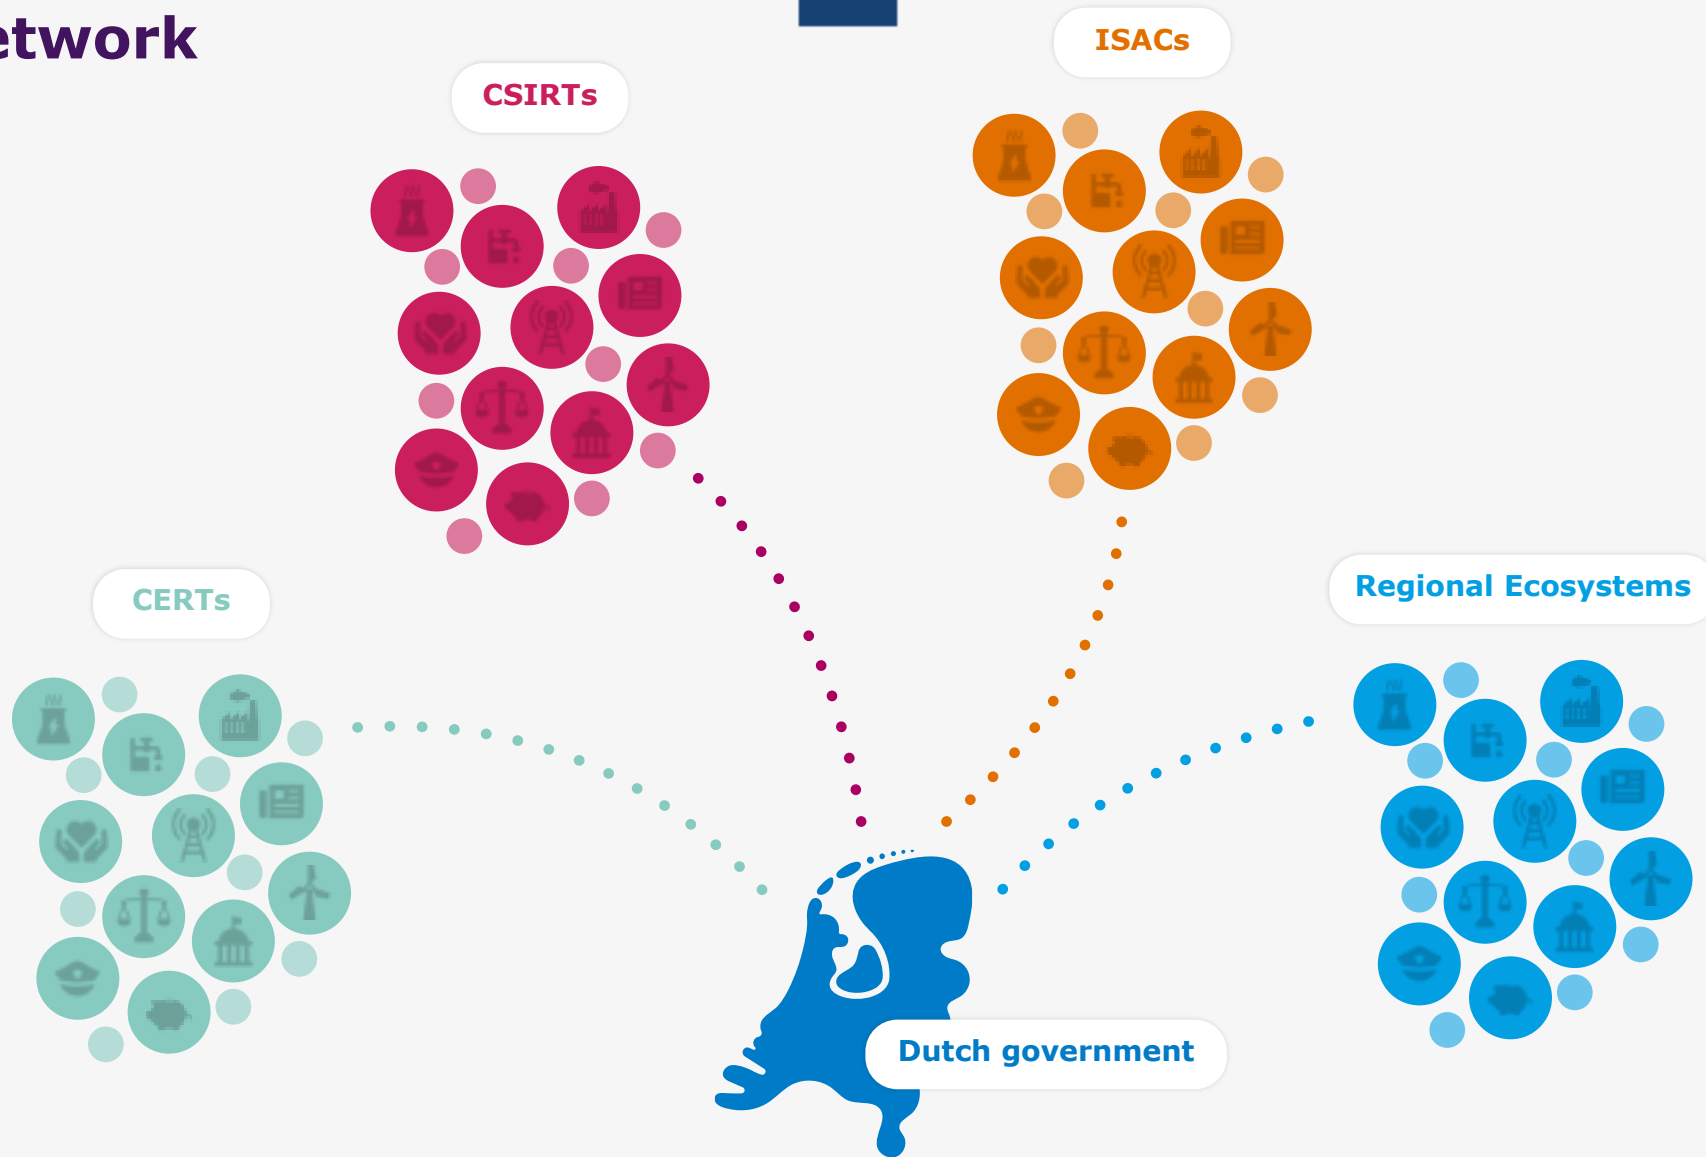 etwork
ISACs
CSIRTs
Regional Ecosystems
CERTs
Dutch government